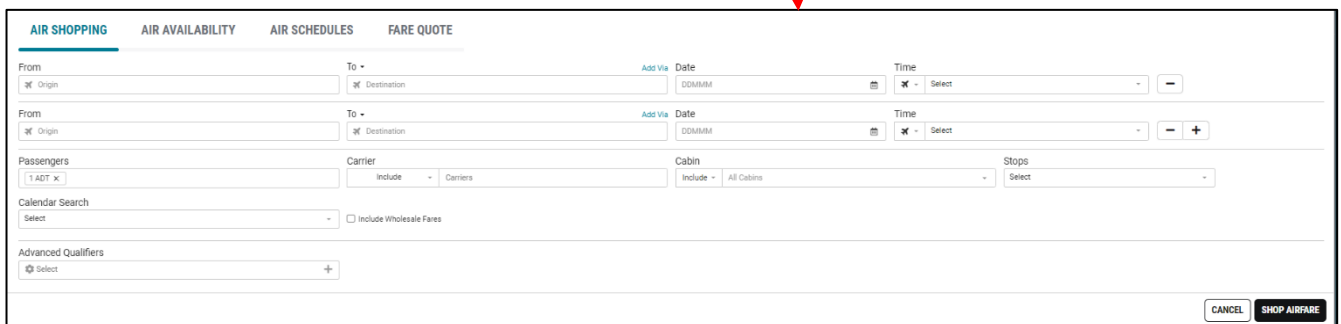 AIR SHOPPING AIR AVAILABILITY AIR SCHEDULES FARE QUOTE
From To Add Via Date Time
Origin Destination DDMMM Select
From To Add Via Date Time
Origin Destination DDMMM Select
Passengers Carrier Cabin Stops
1 ADT × Include Carriers Include All Cabins Select
Calendar Search
Select Include Wholesale Fares
Advanced Qualifiers
Select +
CANCEL SHOP AIRFARE